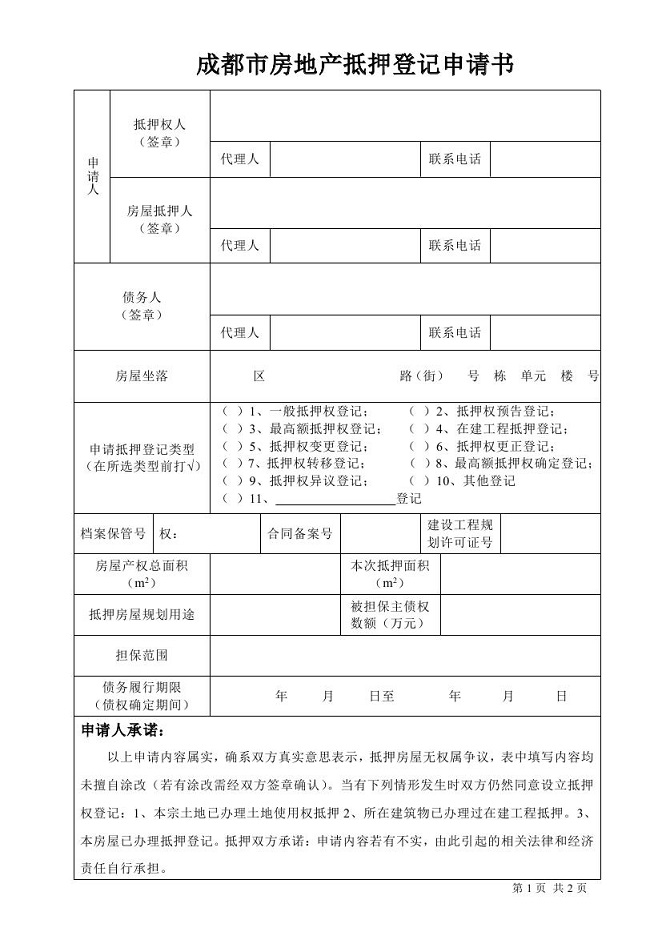 成都市房地产抵押登记申请书
申请人
抵押权人
（签章）
代理人
联系电话
房屋抵押人
（签章）
代理人
联系电话
债务人
（签章）
代理人
联系电话
房屋坐落
区 路（街） 号 栋 单元 楼 号
申请抵押登记类型
（在所选类型前打√）
（ ）1、一般抵押权登记； （ ）2、抵押权预告登记；
（ ）3、最高额抵押权登记； （ ）4、在建工程抵押登记；
（ ）5、抵押权变更登记； （ ）6、抵押权更正登记；
（ ）7、抵押权转移登记； （ ）8、最高额抵押权确定登记；
（ ）9、抵押权异议登记； （ ）10、其他登记
（ ）11、 登记
档案保管号 权： 合同备案号 建设工程规
划许可证号
房屋产权总面积
（m²）
本次抵押面积
（m²）
抵押房屋规划用途
被担保主债权
数额（万元）
担保范围
债务履行期限
（债权确定期间）
年 月 日至 年 月 日
申请人承诺：
以上申请内容属实，确系双方真实意思表示，抵押房屋无权属争议，表中填写内容均
未擅自涂改（若有涂改需经双方签章确认）。当有下列情形发生时双方仍然同意设立抵押
权登记：1、本宗土地已办理土地使用权抵押 2、所在建筑物已办理过在建工程抵押。3、
本房屋已办理抵押登记。抵押双方承诺：申请内容若有不实，由此引起的相关法律和经济
责任自行承担。
第 1 页 共 2 页